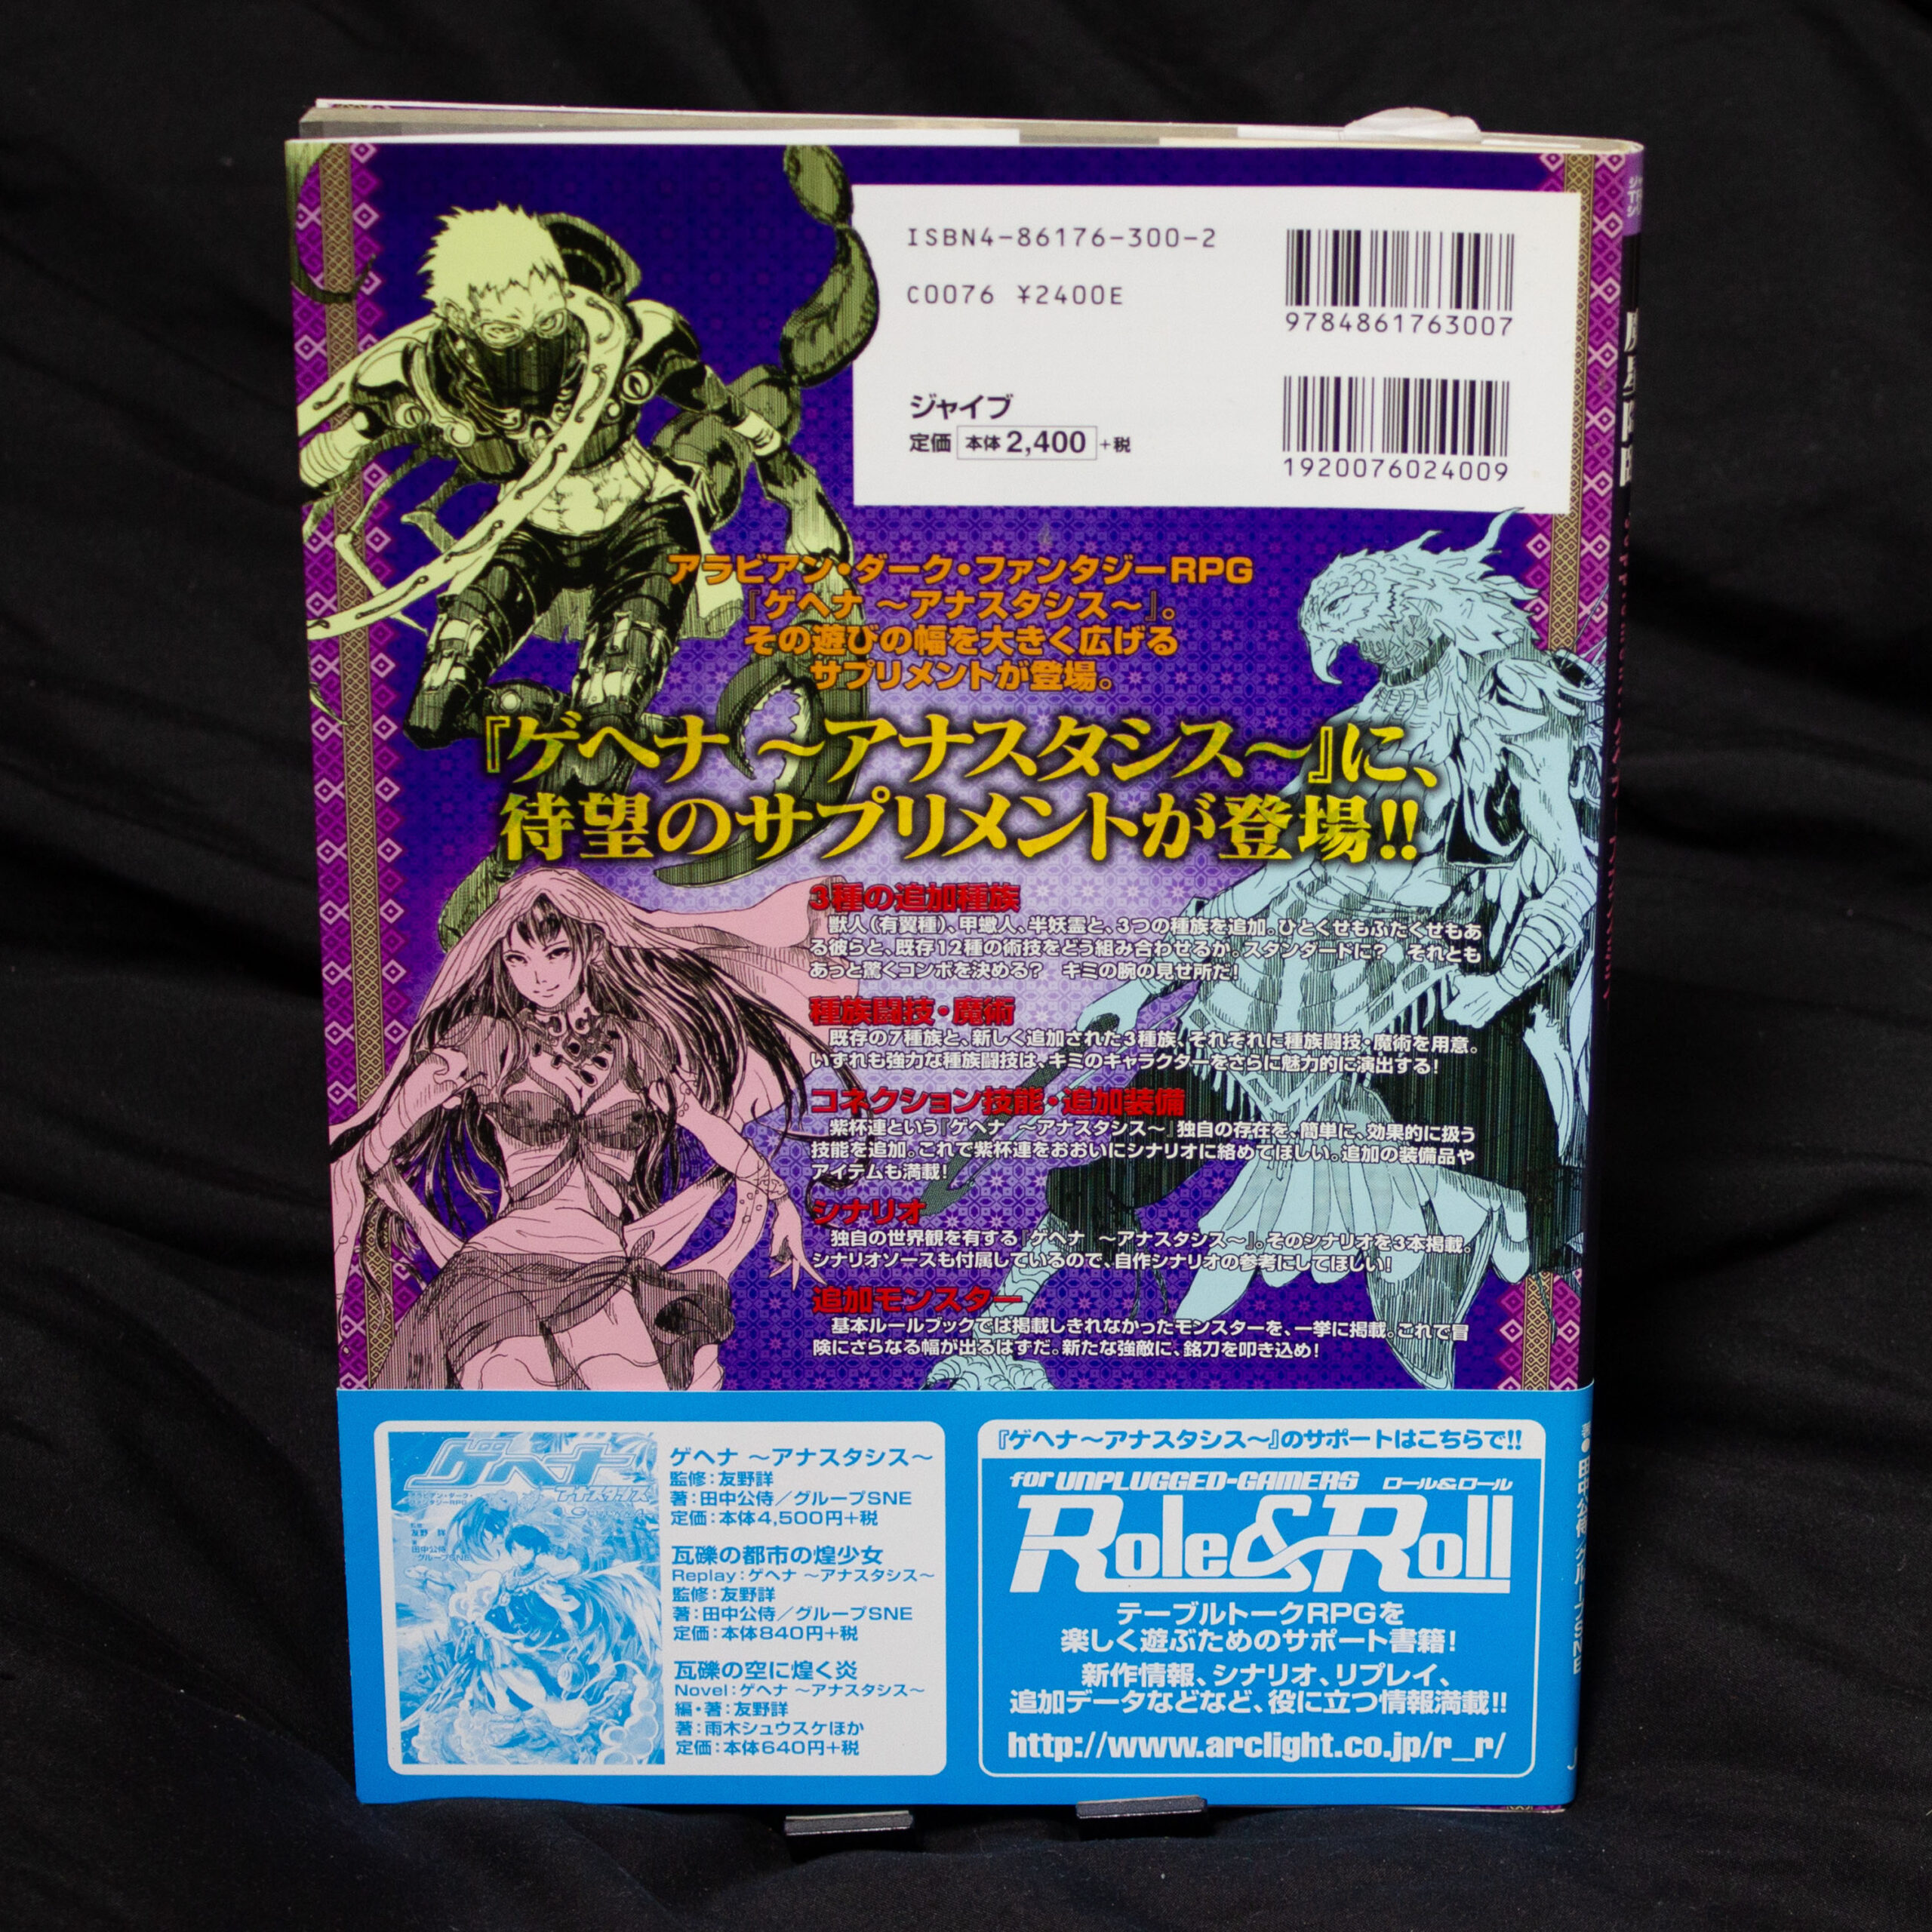 ISBN4-86176-300-2
C0076 ¥2400E
9784861763007
ジャイブ
定価 本体2,400+税
1920076024009
アラビアン・ダーク・ファンタジーRPG
『ゲヘナ ～アナスタシス～』。
その遊びの幅を大きく広げる
サプリメントが登場。
『ゲヘナ ～アナスタシス～』に、
待望のサプリメントが登場!!
3種の追加種族
獣人(有翼種)、甲蠍人、半妖霊と、3つの種族を追加。ひとくせもふたくせもあ
る彼らと、既存12種の術技をどう組み合わせるか。スタンダードに? それとも
あっと驚くコンボを決める? キミの腕の見せ所だ!
種族闘技・魔術
既存の7種族と、新しく追加された3種族、それぞれに種族闘技・魔術を用意。
いずれも強力な種族闘技は、キミのキャラクターをさらに魅力的に演出する!
コネクション技能・追加装備
紫杯連という『ゲヘナ ～アナスタシス～』独自の存在を、簡単に、効果的に扱う
技能を追加。これで紫杯連をおおいにシナリオに絡めてほしい。追加の装備品や
アイテムも満載!
シナリオ
独自の世界観を有する『ゲヘナ ～アナスタシス～』。そのシナリオを3本掲載。
シナリオソースも付属しているので、自作シナリオの参考にしてほしい!
追加モンスター
基本ルールブックでは掲載しきれなかったモンスターを、一挙に掲載。これで冒
険にさらなる幅が出るはずだ。新たな強敵に、銘刀を叩き込め!
ゲヘナ
アナスタシス
友野 詳
田中公侍
グループSNE
ゲヘナ ～アナスタシス～
監修:友野詳
著:田中公侍/グループSNE
定価:本体4,500円+税
瓦礫の都市の煌少女
Replay:ゲヘナ ～アナスタシス～
監修:友野詳
著:田中公侍/グループSNE
定価:本体840円+税
瓦礫の空に煌く炎
Novel:ゲヘナ ～アナスタシス～
編・著:友野詳
著:雨木シュウスケほか
定価:本体640円+税
『ゲヘナ～アナスタシス～』のサポートはこちらで!!
for UNPLUGGED-GAMERS ロール&ロール
Role&Roll
テーブルトークRPGを
楽しく遊ぶためのサポート書籍!
新作情報、シナリオ、リプレイ、
追加データなどなど、役に立つ情報満載!!
http://www.arclight.co.jp/r_r/
著●田中公侍/グループSNE